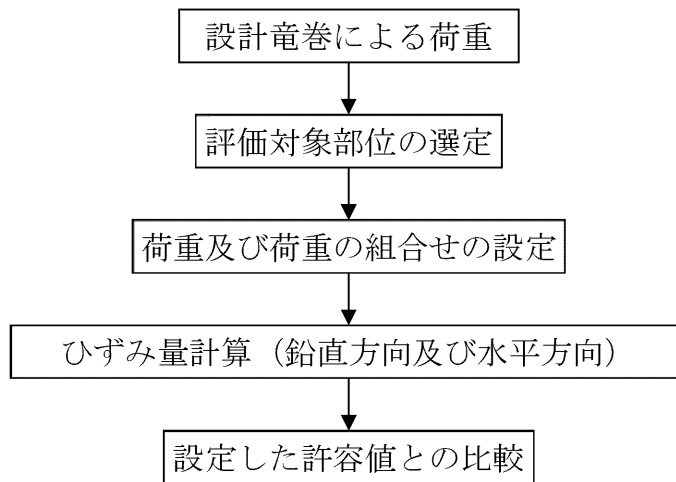 設計竜巻による荷重
評価対象部位の選定
荷重及び荷重の組合せの設定
ひずみ量計算（鉛直方向及び水平方向）
設定した許容値との比較